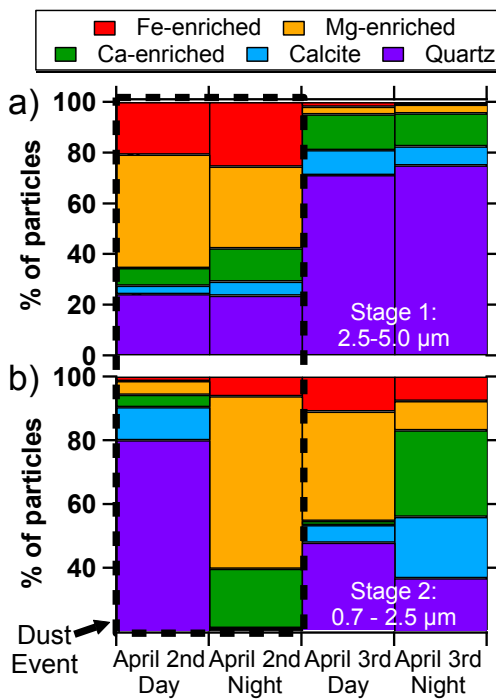 Fe-enriched Mg-enriched
Ca-enriched Calcite Quartz
a)
% of particles
100
80
60
40
20
0
Stage 1:
2.5-5.0 µm
b)
% of particles
100
80
60
40
Stage 2:
0.7 - 2.5 µm
Dust
Event
April 2nd April 2nd April 3rd April 3rd
Day Night Day Night